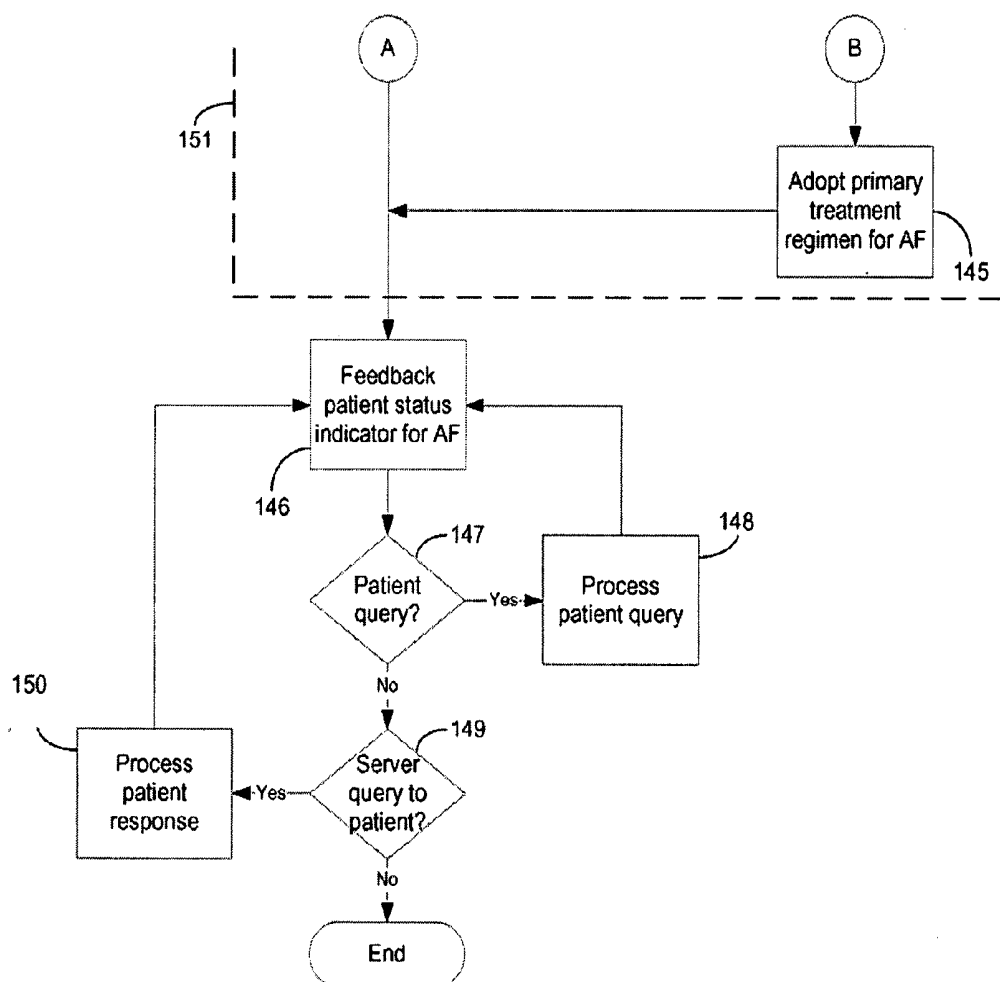 A
B
151
Adopt primary
treatment
regimen for AF
145
Feedback
patient status
indicator for AF
146
147
148
Patient
query?
Yes
Process
patient query
No
150
149
Server
query to
patient?
Yes
Process
patient
response
No
End